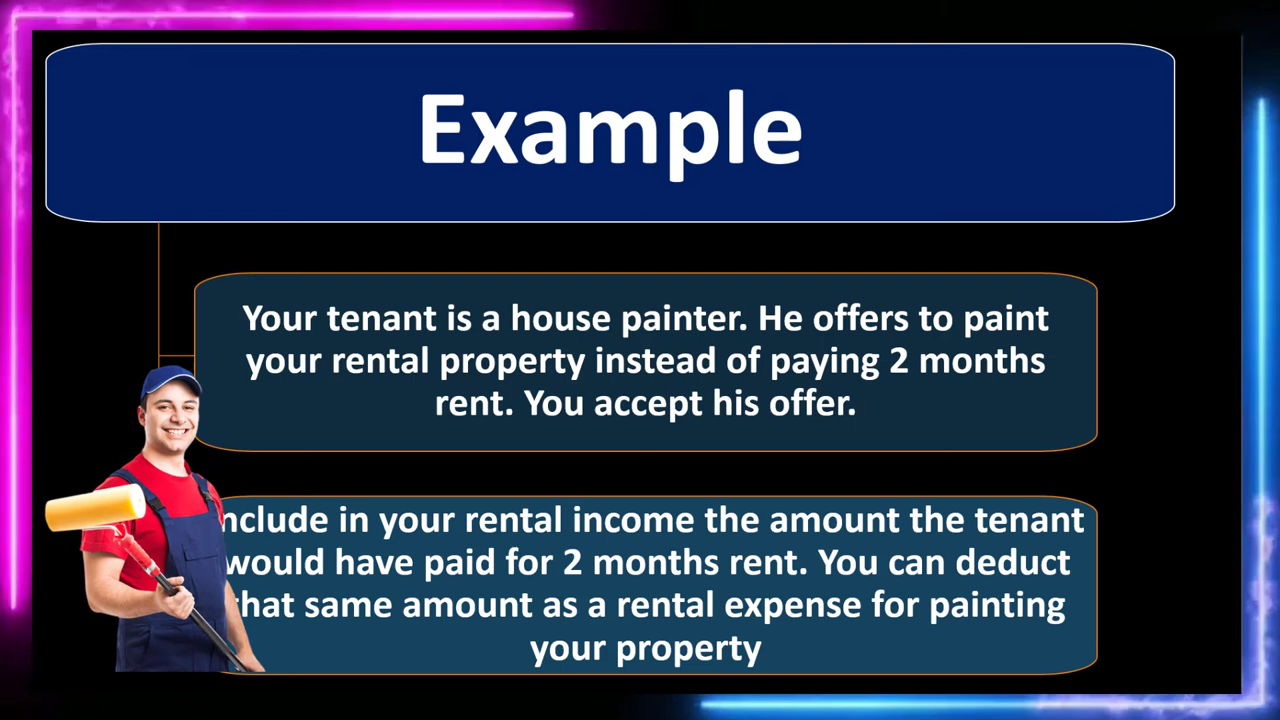 Example
Your tenant is a house painter. He offers to paint
your rental property instead of paying 2 months
rent. You accept his offer.
nclude in your rental income the amount the tenant
would have paid for 2 months rent. You can deduct
that same amount as a rental expense for painting
your property